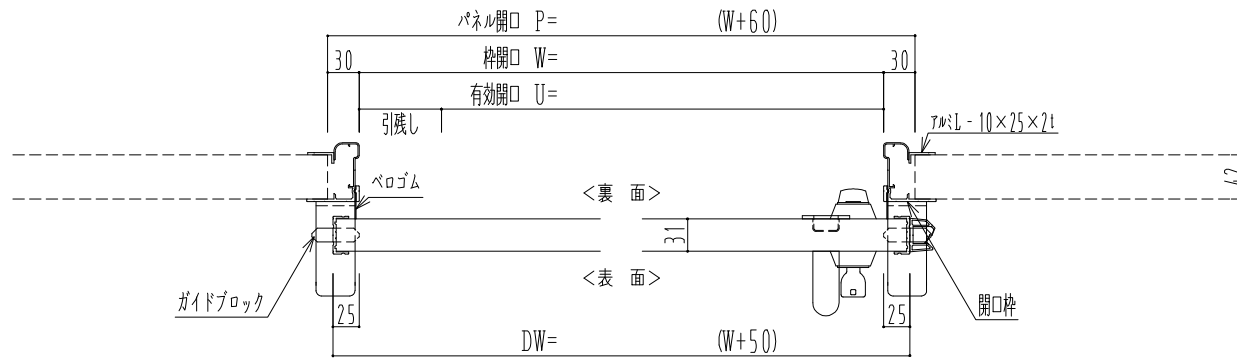 パネル開口 P= (W+60)
30 枠開口 W= 30
有効開口 U=
引残し
アルミL - 10×25×2t
ベロゴム
<裏 面>
42
31
<表 面>
ガイドブロック
開口枠
25 25
DW= (W+50)